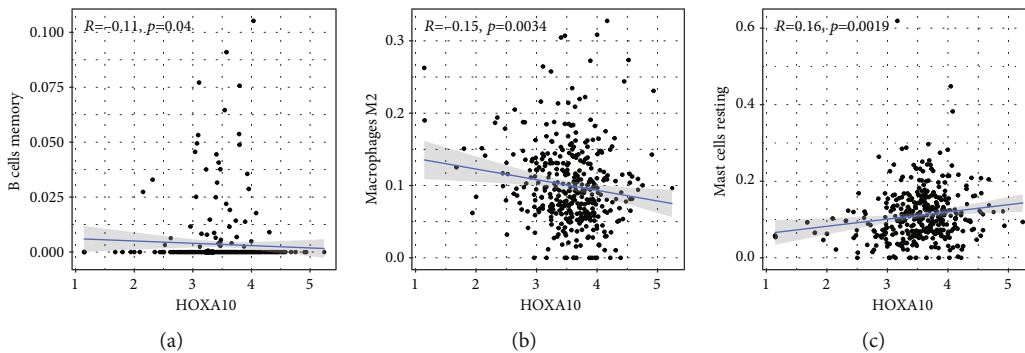 R=−0.11, p=0.04
B cells memory
0.100
0.075
0.050
0.025
0.000
1 2 3 4 5
HOXA10
(a)
R=−0.15, p=0.0034
Macrophages M2
0.3
0.2
0.1
0.0
1 2 3 4 5
HOXA10
(b)
R=0.16, p=0.0019
Mast cells resting
0.6
0.4
0.2
0.0
1 2 3 4 5
HOXA10
(c)